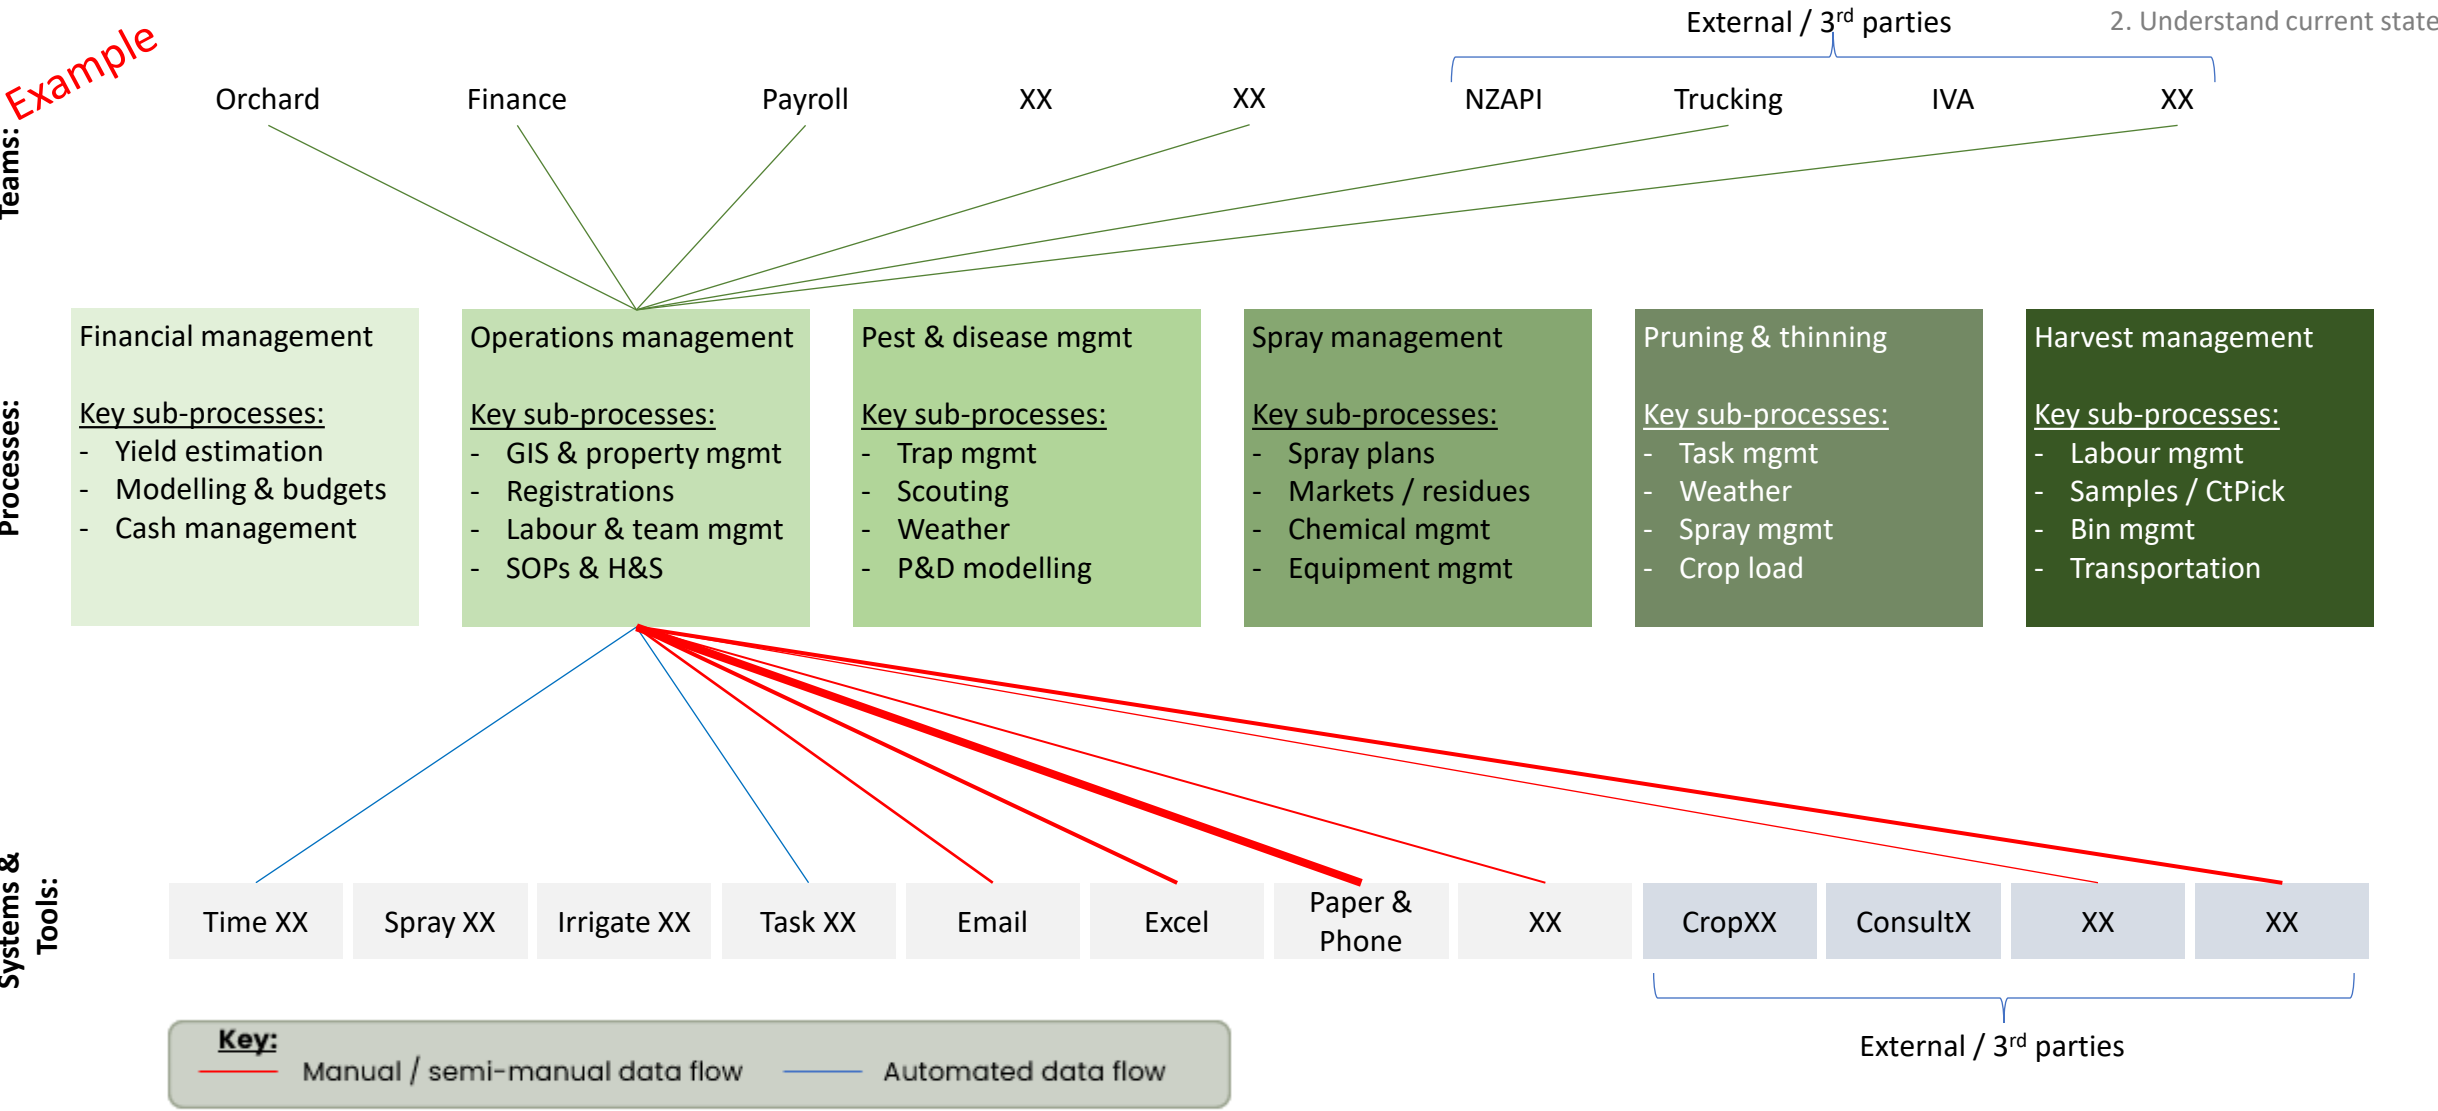 External / 3rd parties
2. Understand current state
Example
Teams:
Orchard
Finance
Payroll
XX
XX
NZAPI
Trucking
IVA
XX
Processes:
Financial management
Key sub-processes:
- Yield estimation
- Modelling & budgets
- Cash management
Operations management
Key sub-processes:
- GIS & property mgmt
- Registrations
- Labour & team mgmt
- SOPs & H&S
Pest & disease mgmt
Key sub-processes:
- Trap mgmt
- Scouting
- Weather
- P&D modelling
Spray management
Key sub-processes:
- Spray plans
- Markets / residues
- Chemical mgmt
- Equipment mgmt
Pruning & thinning
Key sub-processes:
- Task mgmt
- Weather
- Spray mgmt
- Crop load
Harvest management
Key sub-processes:
- Labour mgmt
- Samples / CtPick
- Bin mgmt
- Transportation
Systems &
Tools:
Time XX
Spray XX
Irrigate XX
Task XX
Email
Excel
Paper &
Phone
XX
CropXX
ConsultX
XX
XX
External / 3rd parties
Key:
Manual / semi-manual data flow
Automated data flow